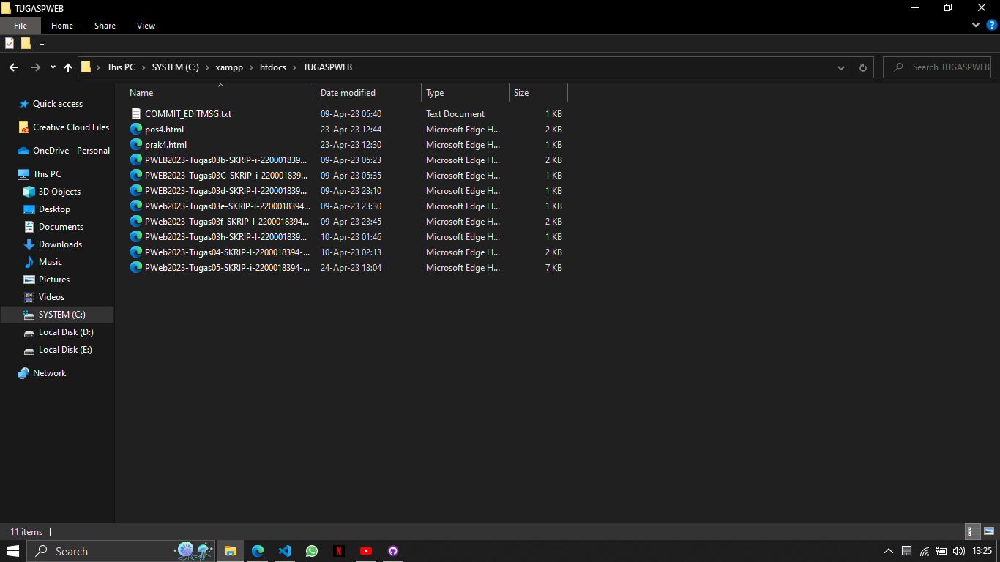 TUGASPWEB
File Home Share View
This PC > SYSTEM (C:) > xampp > htdocs > TUGASPWEB
Search TUGASPWEB
Name Date modified Type Size
Quick access
Creative Cloud Files
OneDrive - Personal
This PC
3D Objects
Desktop
Documents
Downloads
Music
Pictures
Videos
SYSTEM (C:)
Local Disk (D:)
Local Disk (E:)
Network
COMMIT_EDITMSG.txt 09-Apr-23 05:40 Text Document 1 KB
pos4.html 23-Apr-23 12:44 Microsoft Edge H... 2 KB
prak4.html 23-Apr-23 12:30 Microsoft Edge H... 1 KB
PWEB2023-Tugas03b-SKRIP-i-220001839... 09-Apr-23 05:23 Microsoft Edge H... 2 KB
PWEB2023-Tugas03C-SKRIP-i-220001839... 09-Apr-23 05:35 Microsoft Edge H... 1 KB
PWEB2023-Tugas03d-SKRIP-I-220001839... 09-Apr-23 23:10 Microsoft Edge H... 1 KB
PWeb2023-Tugas03e-SKRIP-I-2200018394... 09-Apr-23 23:30 Microsoft Edge H... 1 KB
PWeb2023-Tugas03f-SKRIP-I-2200018394... 09-Apr-23 23:45 Microsoft Edge H... 2 KB
PWeb2023-Tugas03h-SKRIP-I-220001839... 10-Apr-23 01:46 Microsoft Edge H... 1 KB
PWeb2023-Tugas04-SKRIP-I-2200018394-... 10-Apr-23 02:13 Microsoft Edge H... 2 KB
PWeb2023-Tugas05-SKRIP-i-2200018394-... 24-Apr-23 13:04 Microsoft Edge H... 7 KB
11 items
Search
N
13:25